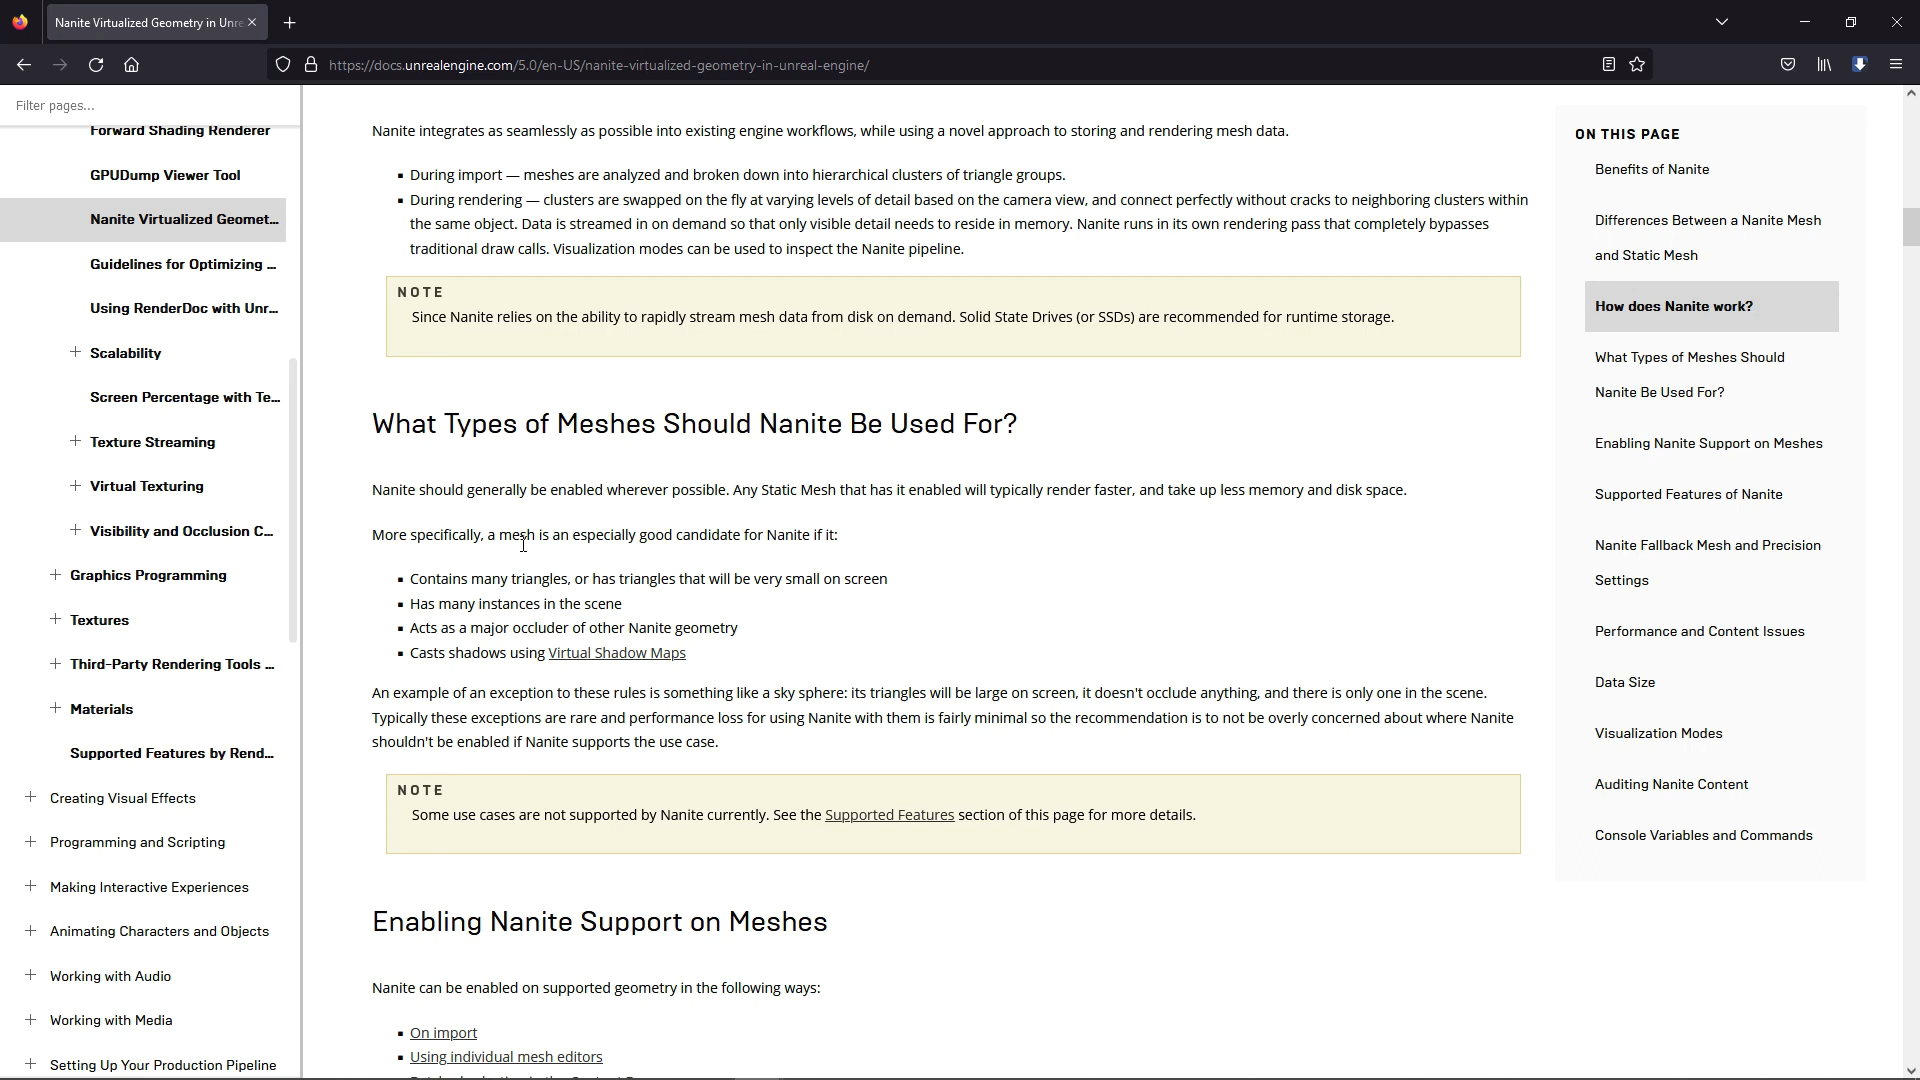 Nanite Virtualized Geometry in Unre
https://docs.unrealengine.com/5.0/en-US/nanite-virtualized-geometry-in-unreal-engine/
Filter pages...
Forward Shading Renderer
GPUDump Viewer Tool
Nanite Virtualized Geomet...
Guidelines for Optimizing ...
Using RenderDoc with Unr...
Scalability
Screen Percentage with Te...
Texture Streaming
Virtual Texturing
Visibility and Occlusion C...
Graphics Programming
Textures
Third-Party Rendering Tools ...
Materials
Supported Features by Rend...
Creating Visual Effects
Programming and Scripting
Making Interactive Experiences
Animating Characters and Objects
Working with Audio
Working with Media
Setting Up Your Production Pipeline
Nanite integrates as seamlessly as possible into existing engine workflows, while using a novel approach to storing and rendering mesh data.
▪ During import — meshes are analyzed and broken down into hierarchical clusters of triangle groups.
▪ During rendering — clusters are swapped on the fly at varying levels of detail based on the camera view, and connect perfectly without cracks to neighboring clusters within
the same object. Data is streamed in on demand so that only visible detail needs to reside in memory. Nanite runs in its own rendering pass that completely bypasses
traditional draw calls. Visualization modes can be used to inspect the Nanite pipeline.
NOTE
Since Nanite relies on the ability to rapidly stream mesh data from disk on demand. Solid State Drives (or SSDs) are recommended for runtime storage.
What Types of Meshes Should Nanite Be Used For?
Nanite should generally be enabled wherever possible. Any Static Mesh that has it enabled will typically render faster, and take up less memory and disk space.
More specifically, a mesh is an especially good candidate for Nanite if it:
▪ Contains many triangles, or has triangles that will be very small on screen
▪ Has many instances in the scene
▪ Acts as a major occluder of other Nanite geometry
▪ Casts shadows using Virtual Shadow Maps
An example of an exception to these rules is something like a sky sphere: its triangles will be large on screen, it doesn't occlude anything, and there is only one in the scene.
Typically these exceptions are rare and performance loss for using Nanite with them is fairly minimal so the recommendation is to not be overly concerned about where Nanite
shouldn't be enabled if Nanite supports the use case.
NOTE
Some use cases are not supported by Nanite currently. See the Supported Features section of this page for more details.
Enabling Nanite Support on Meshes
Nanite can be enabled on supported geometry in the following ways:
▪ On import
▪ Using individual mesh editors
ON THIS PAGE
Benefits of Nanite
Differences Between a Nanite Mesh
and Static Mesh
How does Nanite work?
What Types of Meshes Should
Nanite Be Used For?
Enabling Nanite Support on Meshes
Supported Features of Nanite
Nanite Fallback Mesh and Precision
Settings
Performance and Content Issues
Data Size
Visualization Modes
Auditing Nanite Content
Console Variables and Commands